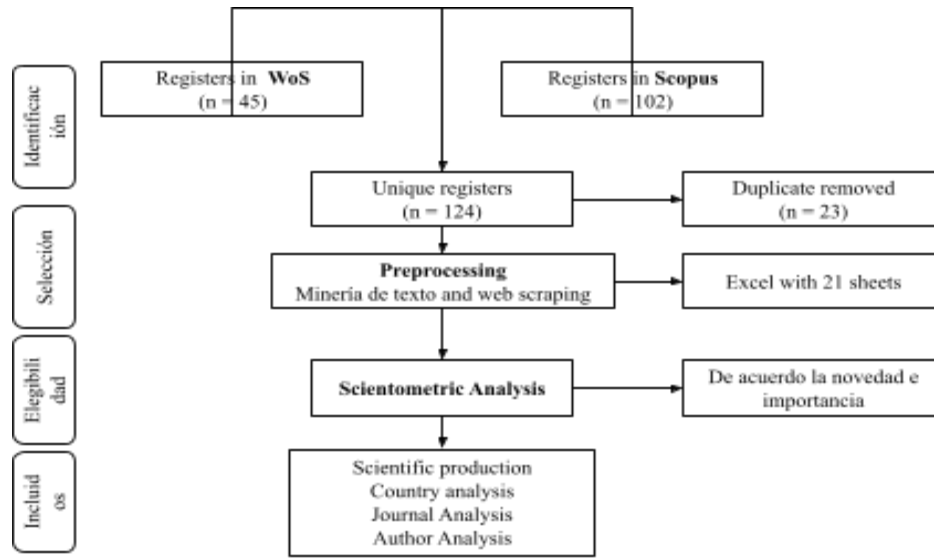 Registers in WoS
(n = 45)
Registers in Scopus
(n = 102)
Identificac
ión
Unique registers
(n = 124)
Duplicate removed
(n = 23)
Selección
Preprocessing
Minería de texto and web scraping
Excel with 21 sheets
Elegibili
dad
Scientometric Analysis
De acuerdo la novedad e
importancia
Incluid
os
Scientific production
Country analysis
Journal Analysis
Author Analysis